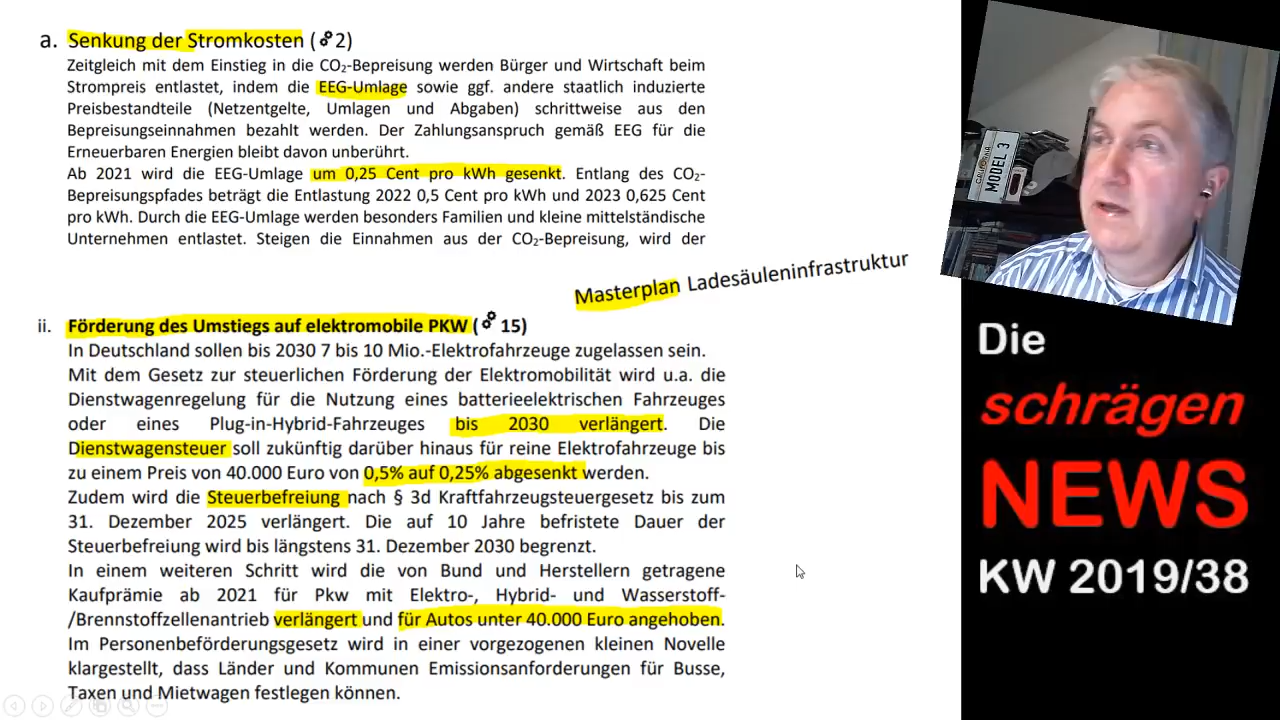 a. Senkung der Stromkosten (2)
Zeitgleich mit dem Einstieg in die CO₂-Bepreisung werden Bürger und Wirtschaft beim
Strompreis entlastet, indem die EEG-Umlage sowie ggf. andere staatlich induzierte
Preisbestandteile (Netzentgelte, Umlagen und Abgaben) schrittweise aus den
Bepreisungseinnahmen bezahlt werden. Der Zahlungsanspruch gemäß EEG für die
Erneuerbaren Energien bleibt davon unberührt.
Ab 2021 wird die EEG-Umlage um 0,25 Cent pro kWh gesenkt. Entlang des CO₂-
Bepreisungspfades beträgt die Entlastung 2022 0,5 Cent pro kWh und 2023 0,625 Cent
pro kWh. Durch die EEG-Umlage werden besonders Familien und kleine mittelständische
Unternehmen entlastet. Steigen die Einnahmen aus der CO₂-Bepreisung, wird der
Masterplan Ladesäuleninfrastruktur
ii. Förderung des Umstiegs auf elektromobile PKW (15)
In Deutschland sollen bis 2030 7 bis 10 Mio.-Elektrofahrzeuge zugelassen sein.
Mit dem Gesetz zur steuerlichen Förderung der Elektromobilität wird u.a. die
Dienstwagenregelung für die Nutzung eines batterieelektrischen Fahrzeuges
oder eines Plug-in-Hybrid-Fahrzeuges bis 2030 verlängert. Die
Dienstwagensteuer soll zukünftig darüber hinaus für reine Elektrofahrzeuge bis
zu einem Preis von 40.000 Euro von 0,5% auf 0,25% abgesenkt werden.
Zudem wird die Steuerbefreiung nach § 3d Kraftfahrzeugsteuergesetz bis zum
31. Dezember 2025 verlängert. Die auf 10 Jahre befristete Dauer der
Steuerbefreiung wird bis längstens 31. Dezember 2030 begrenzt.
In einem weiteren Schritt wird die von Bund und Herstellern getragene
Kaufprämie ab 2021 für Pkw mit Elektro-, Hybrid- und Wasserstoff-
/Brennstoffzellenantrieb verlängert und für Autos unter 40.000 Euro angehoben.
Im Personenbeförderungsgesetz wird in einer vorgezogenen kleinen Novelle
klargestellt, dass Länder und Kommunen Emissionsanforderungen für Busse,
Taxen und Mietwagen festlegen können.
MODEL 3
Die
schrägen
NEWS
KW 2019/38